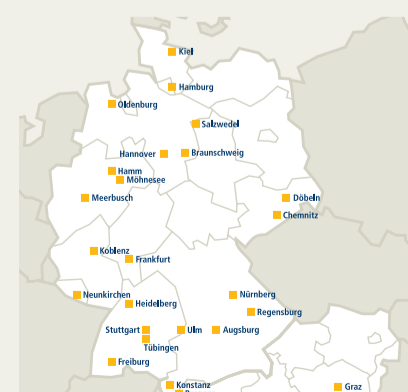 Kiel
Hamburg
Oldenburg
Salzwedel
Hannover
Braunschweig
Hamm
Möhnesee
Meerbusch
Döbeln
Chemnitz
Koblenz
Frankfurt
Neunkirchen
Nürnberg
Heidelberg
Regensburg
Stuttgart
Ulm
Augsburg
Tübingen
Freiburg
Konstanz
Graz